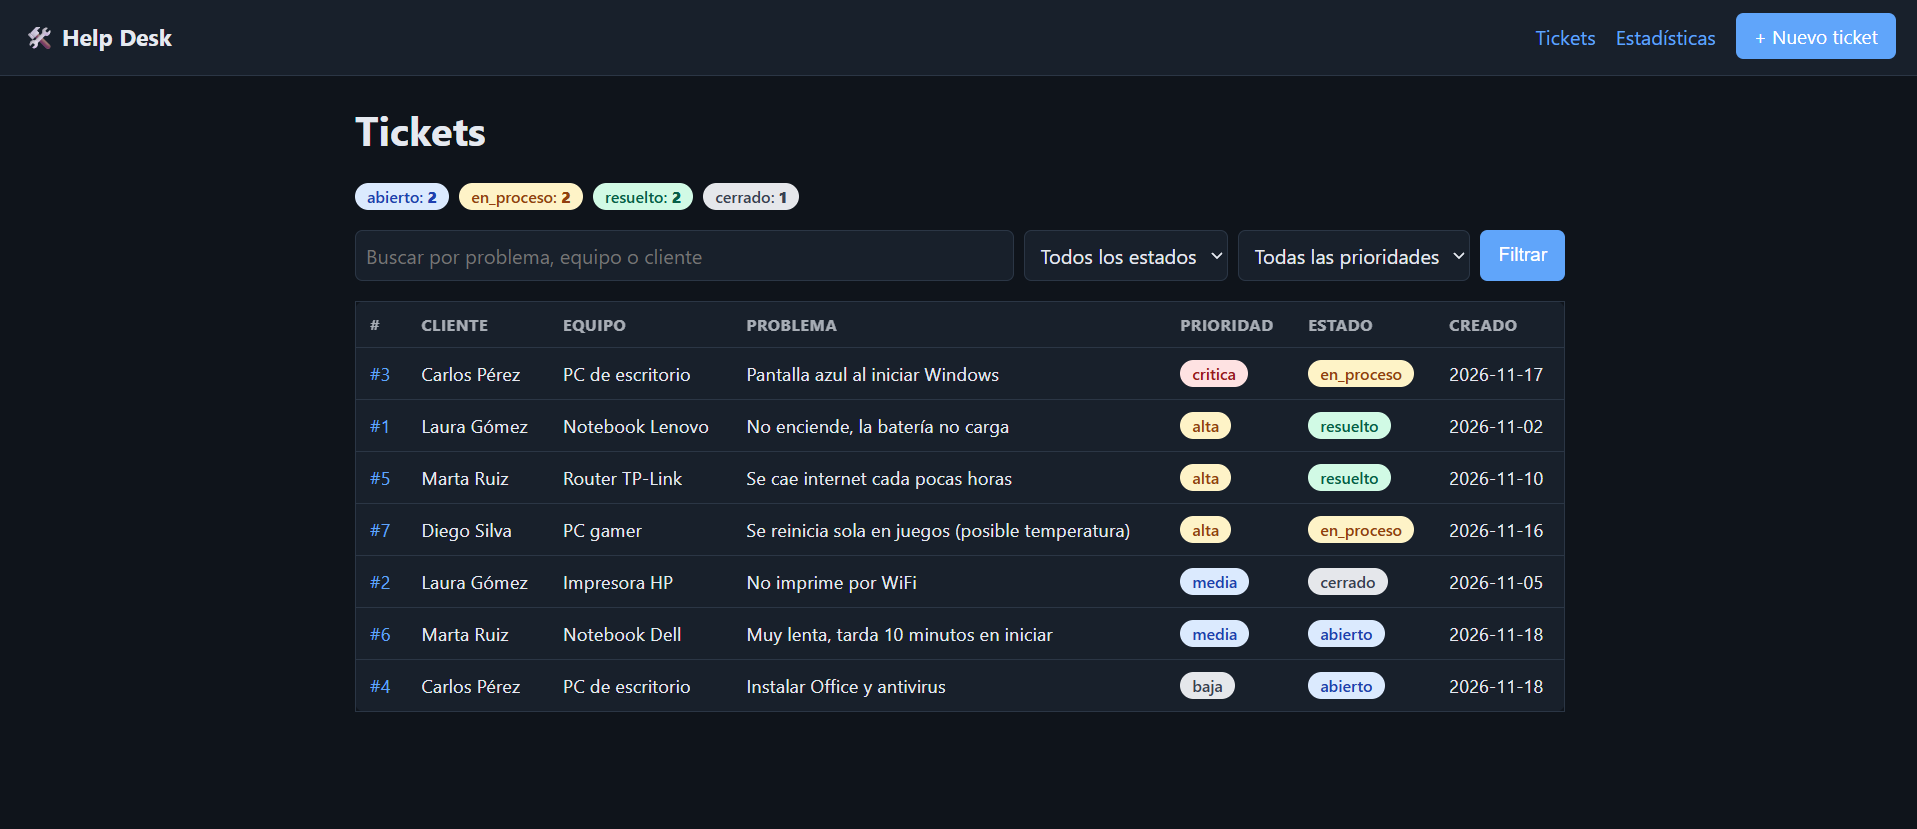 Help Desk
Tickets Estadísticas + Nuevo ticket
Tickets
abierto: 2 en_proceso: 2 resuelto: 2 cerrado: 1
Buscar por problema, equipo o cliente Todos los estados Todas las prioridades Filtrar
# CLIENTE EQUIPO PROBLEMA PRIORIDAD ESTADO CREADO
#3 Carlos Pérez PC de escritorio Pantalla azul al iniciar Windows critica en_proceso 2026-11-17
#1 Laura Gómez Notebook Lenovo No enciende, la batería no carga alta resuelto 2026-11-02
#5 Marta Ruiz Router TP-Link Se cae internet cada pocas horas alta resuelto 2026-11-10
#7 Diego Silva PC gamer Se reinicia sola en juegos (posible temperatura) alta en_proceso 2026-11-16
#2 Laura Gómez Impresora HP No imprime por WiFi media cerrado 2026-11-05
#6 Marta Ruiz Notebook Dell Muy lenta, tarda 10 minutos en iniciar media abierto 2026-11-18
#4 Carlos Pérez PC de escritorio Instalar Office y antivirus baja abierto 2026-11-18